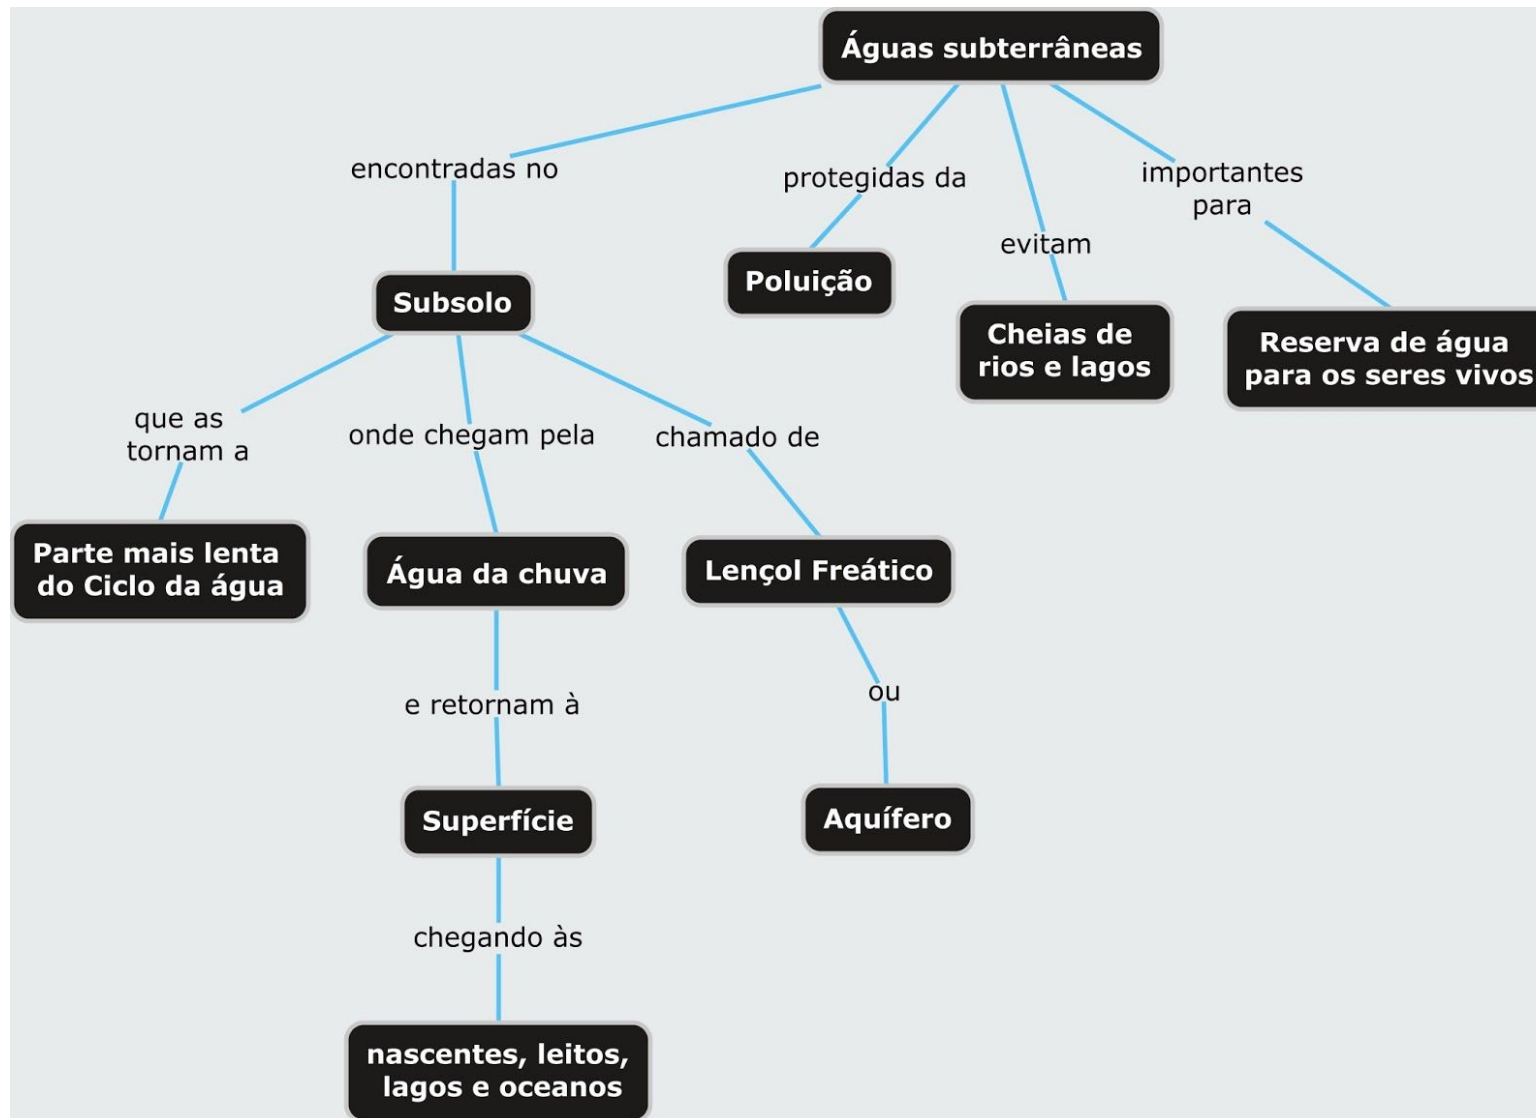 Águas subterrâneas
encontradas no
protegidas da
importantes
para
evitam
Subsolo
Poluição
Cheias de
rios e lagos
Reserva de água
para os seres vivos
que as
tornam a
onde chegam pela
chamado de
Parte mais lenta
do Ciclo da água
Água da chuva
Lençol Freático
e retornam à
ou
Superfície
Aquífero
chegando às
nascentes, leitos,
lagos e oceanos